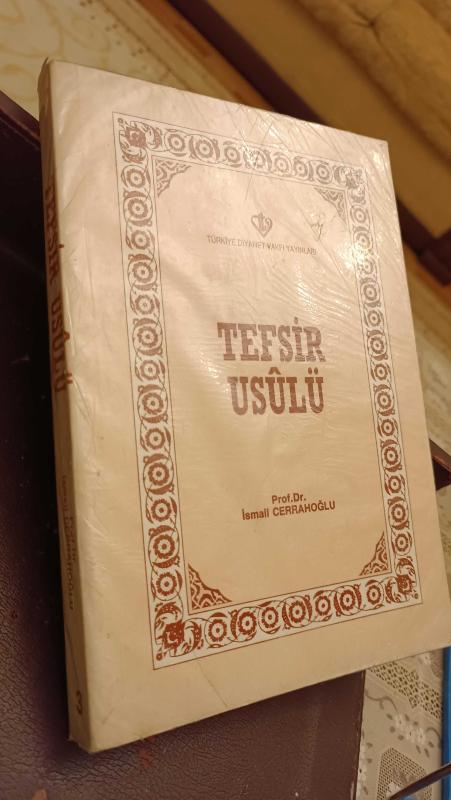 TÜRKİYE DİYANET VAKFI YAYINLARI
TEFSİR
USÛLÜ
Prof.Dr.
İsmail CERRAHOĞLU
TEFSİR USÛLÜ